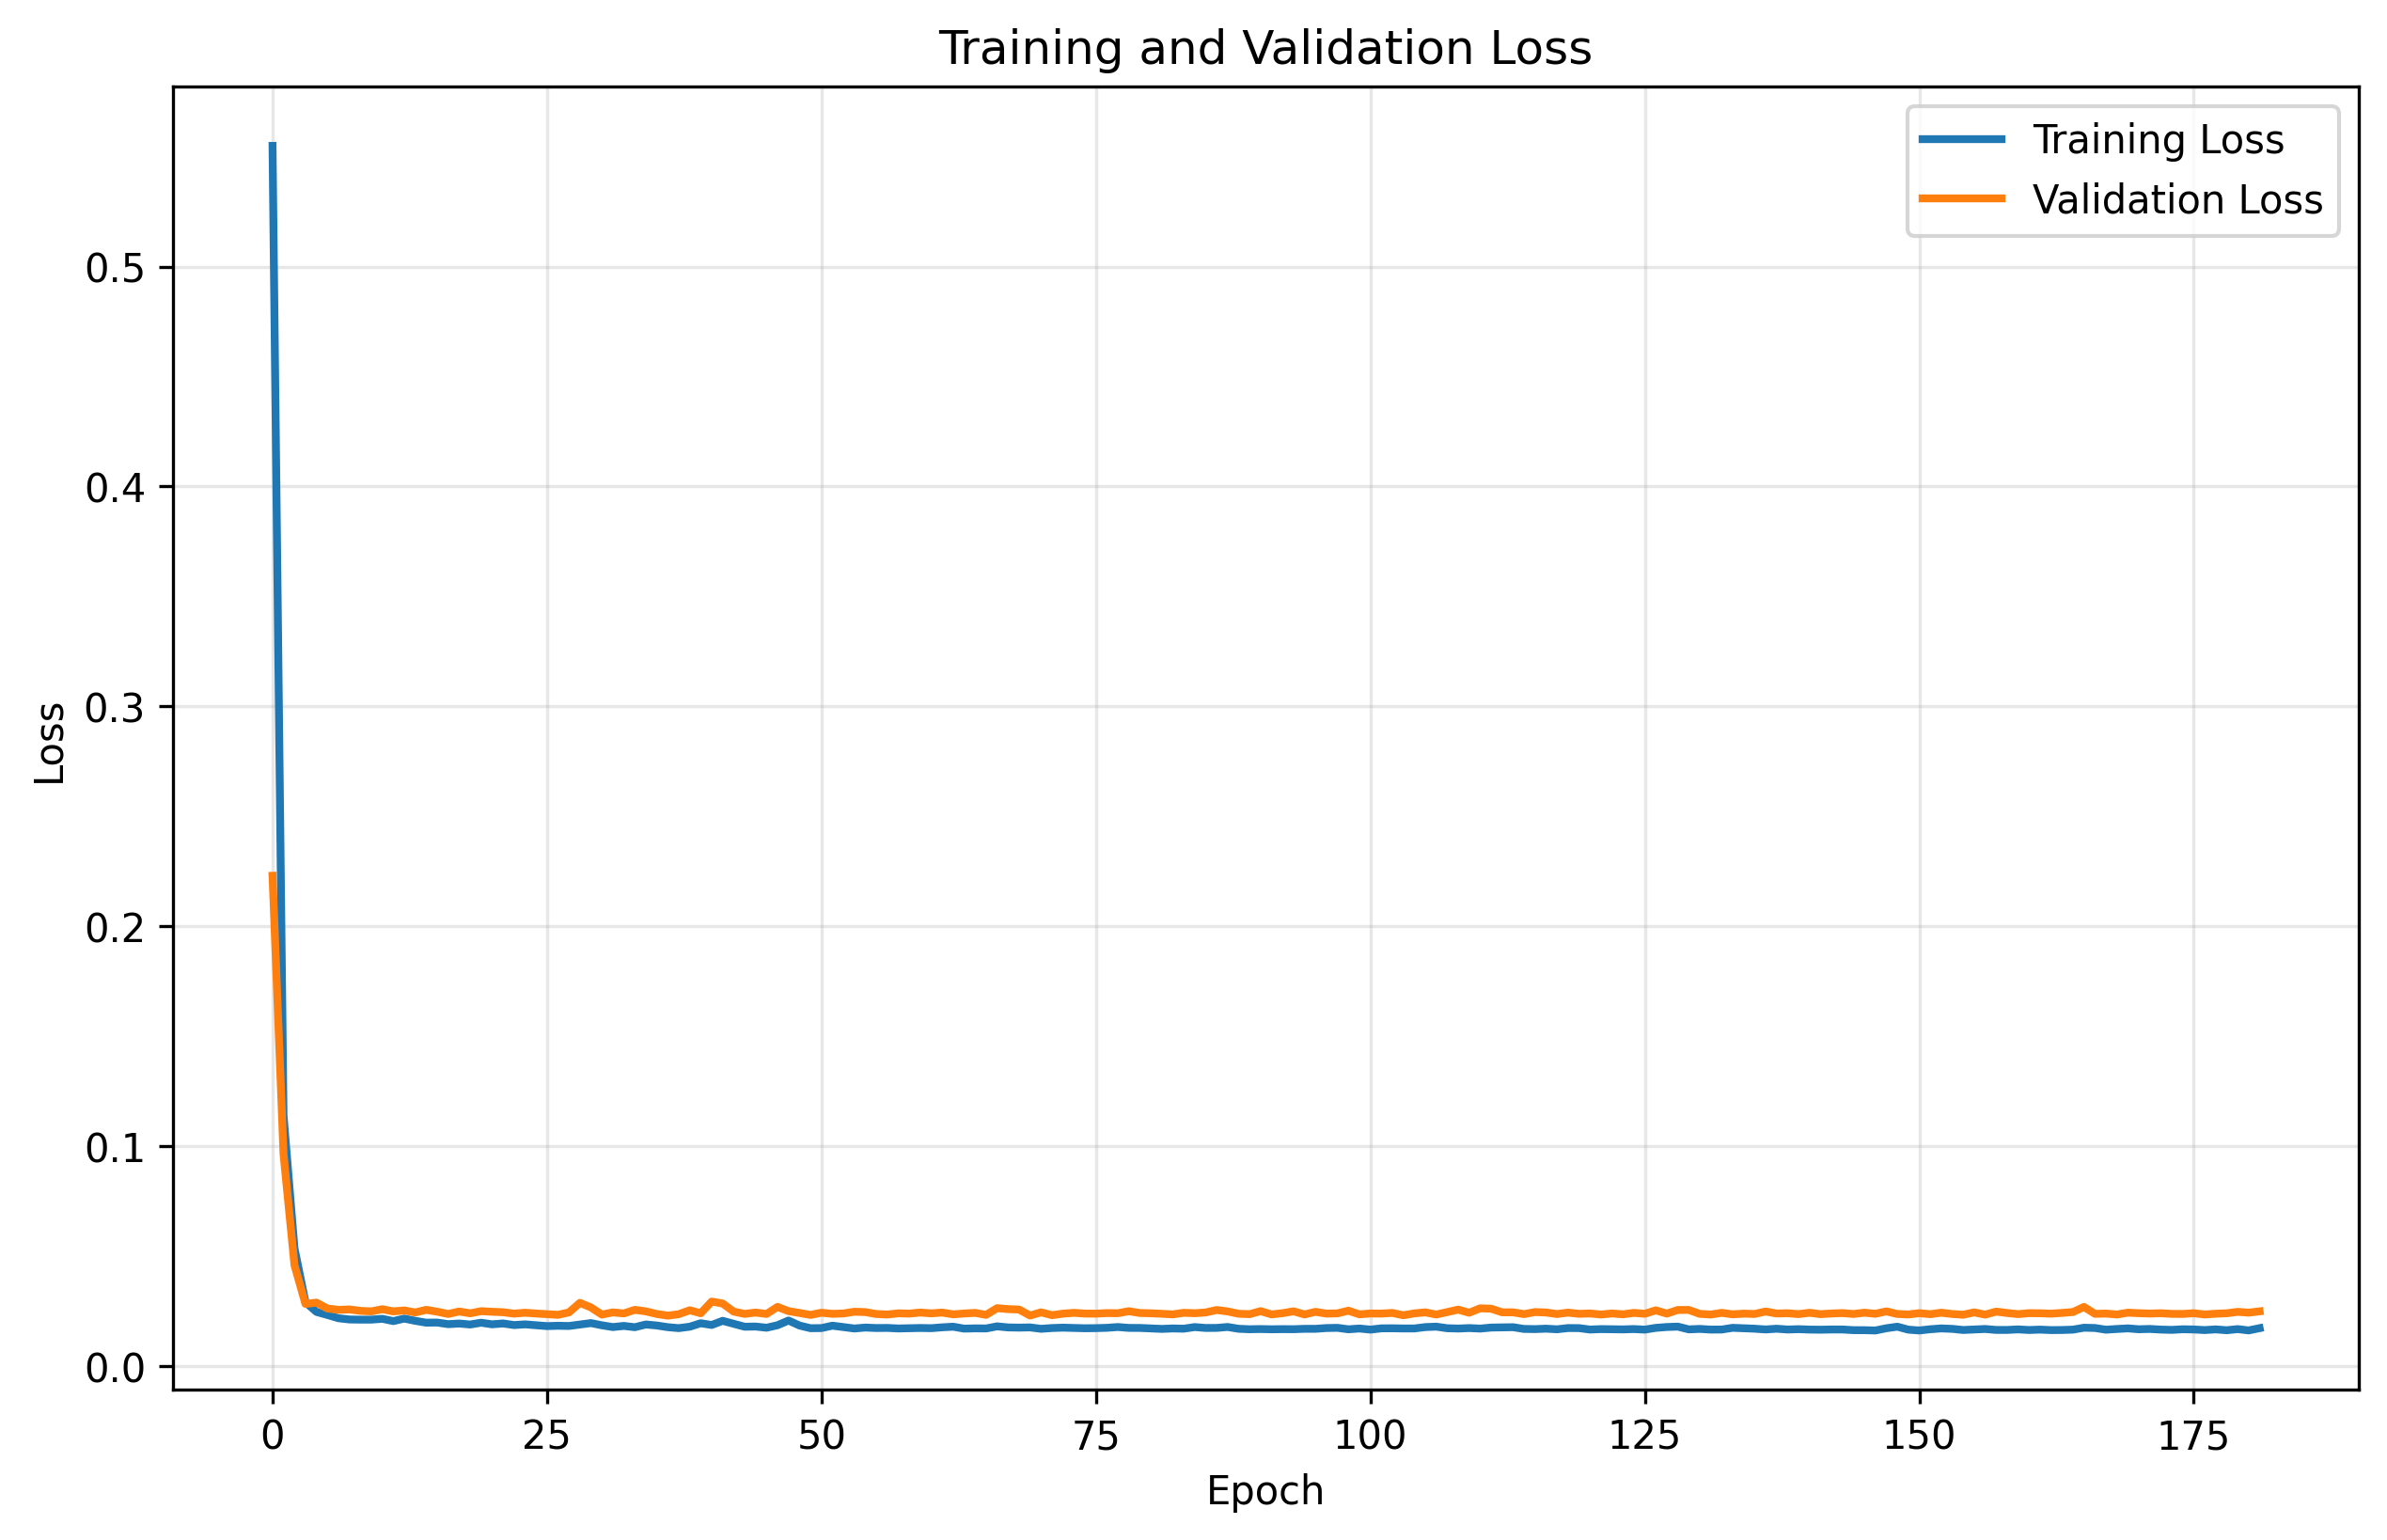 Training and Validation Loss
Training Loss
Validation Loss
0.5
0.4
0.3
0.2
0.1
0.0
Loss
0 25 50 75 100 125 150 175
Epoch